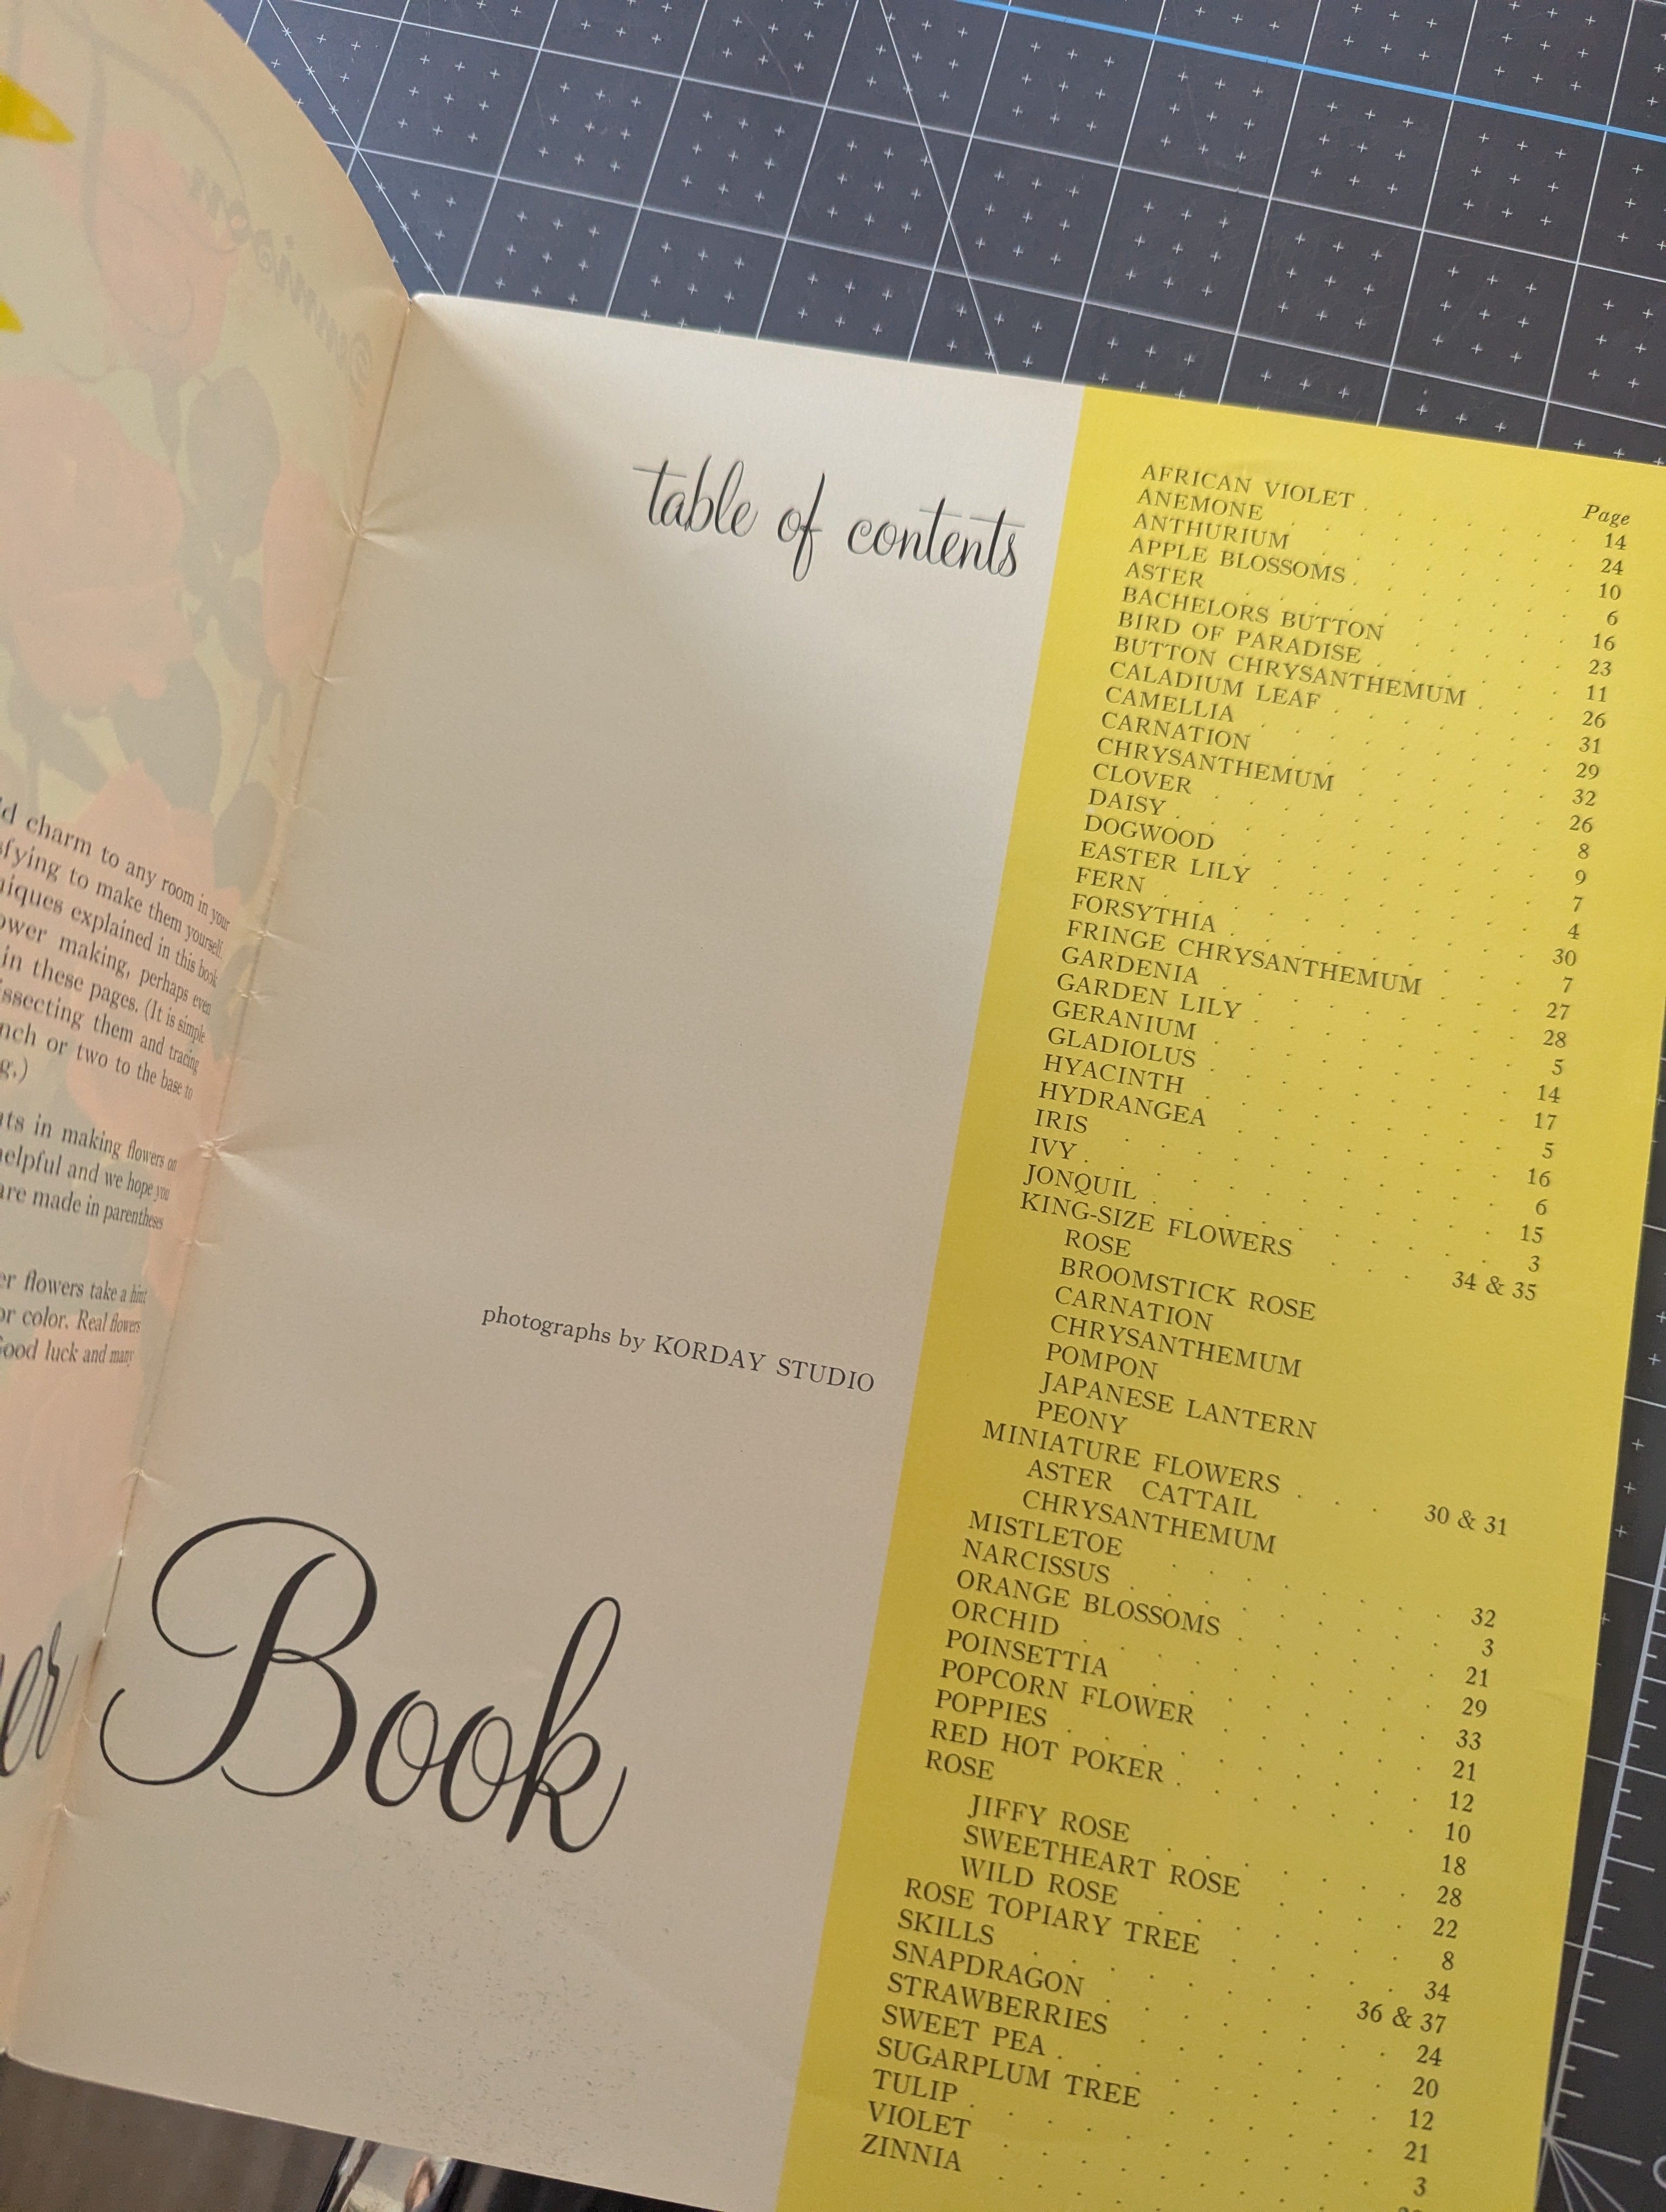 charm to any room in your
to make them yourself.
explained in this book
making, perhaps even
in these pages. (It is simple
them and tracing
or two to the base to
in making flowers
and we hope you
are made in parentheses
flowers take a hint
or color. Real flowers
luck and many
table of contents
photographs by KORDAY STUDIO
Book
Page
AFRICAN VIOLET . . . . . . 14
ANEMONE . . . . . . 24
ANTHURIUM . . . . . . 10
APPLE BLOSSOMS . . . . . . 6
ASTER . . . . . . 16
BACHELORS BUTTON . . . . . . 23
BIRD OF PARADISE . . . . . . 11
BUTTON CHRYSANTHEMUM . . . 26
CALADIUM LEAF . . . . . . 31
CAMELLIA . . . . . . 29
CARNATION . . . . . . 32
CHRYSANTHEMUM . . . . . . 26
CLOVER . . . . . . 8
DAISY . . . . . . 9
DOGWOOD . . . . . . 7
EASTER LILY . . . . . . 4
FERN . . . . . . 30
FORSYTHIA . . . . . . 7
FRINGE CHRYSANTHEMUM . . . 27
GARDENIA . . . . . . 28
GARDEN LILY . . . . . . 5
GERANIUM . . . . . . 14
GLADIOLUS . . . . . . 17
HYACINTH . . . . . . 5
HYDRANGEA . . . . . . 16
IRIS . . . . . . 6
IVY . . . . . . 15
JONQUIL . . . . . . 3
KING-SIZE FLOWERS . . . 34 & 35
ROSE
BROOMSTICK ROSE
CARNATION
CHRYSANTHEMUM
POMPON
JAPANESE LANTERN
PEONY
MINIATURE FLOWERS . . . 30 & 31
ASTER CATTAIL
CHRYSANTHEMUM
MISTLETOE . . . . . . 32
NARCISSUS . . . . . . 3
ORANGE BLOSSOMS . . . . . . 21
ORCHID . . . . . . 29
POINSETTIA . . . . . . 33
POPCORN FLOWER . . . . . . 21
POPPIES . . . . . . 12
RED HOT POKER . . . . . . 10
ROSE . . . . . . 18
JIFFY ROSE . . . . . . 28
SWEETHEART ROSE . . . . 22
WILD ROSE . . . . . . 8
ROSE TOPIARY TREE . . . . . 34
SKILLS . . . . . . 36 & 37
SNAPDRAGON . . . . . . 24
STRAWBERRIES . . . . . . 20
SWEET PEA . . . . . . 12
SUGARPLUM TREE . . . . . . 21
TULIP . . . . . . 3
VIOLET
ZINNIA